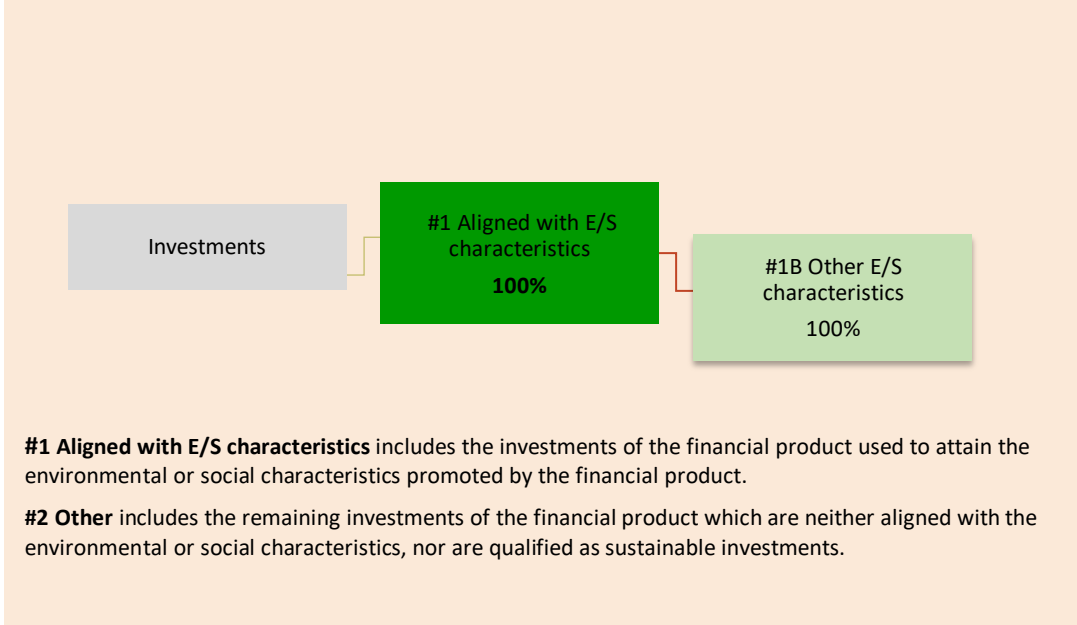 Investments
#1 Aligned with E/S
characteristics
100%
#1B Other E/S
characteristics
100%
#1 Aligned with E/S characteristics includes the investments of the financial product used to attain the
environmental or social characteristics promoted by the financial product.
#2 Other includes the remaining investments of the financial product which are neither aligned with the
environmental or social characteristics, nor are qualified as sustainable investments.